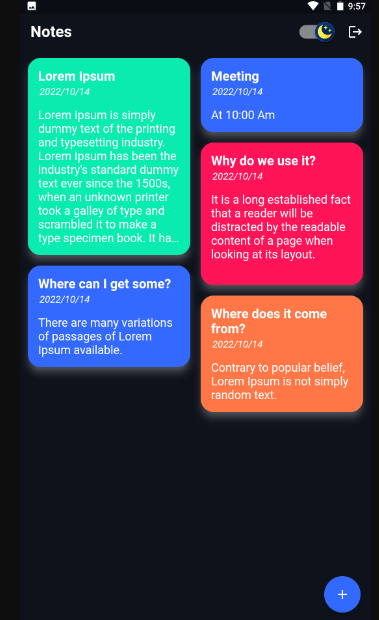 9:57
Notes
Lorem Ipsum
2022/10/14
Lorem Ipsum is simply
dummy text of the printing
and typesetting industry.
Lorem Ipsum has been the
industry's standard dummy
text ever since the 1500s,
when an unknown printer
took a galley of type and
scrambled it to make a
type specimen book. It ha...
Where can I get some?
2022/10/14
There are many variations
of passages of Lorem
Ipsum available.
Meeting
2022/10/14
At 10:00 Am
Why do we use it?
2022/10/14
It is a long established fact
that a reader will be
distracted by the readable
content of a page when
looking at its layout.
Where does it come
from?
2022/10/14
Contrary to popular belief,
Lorem Ipsum is not simply
random text.